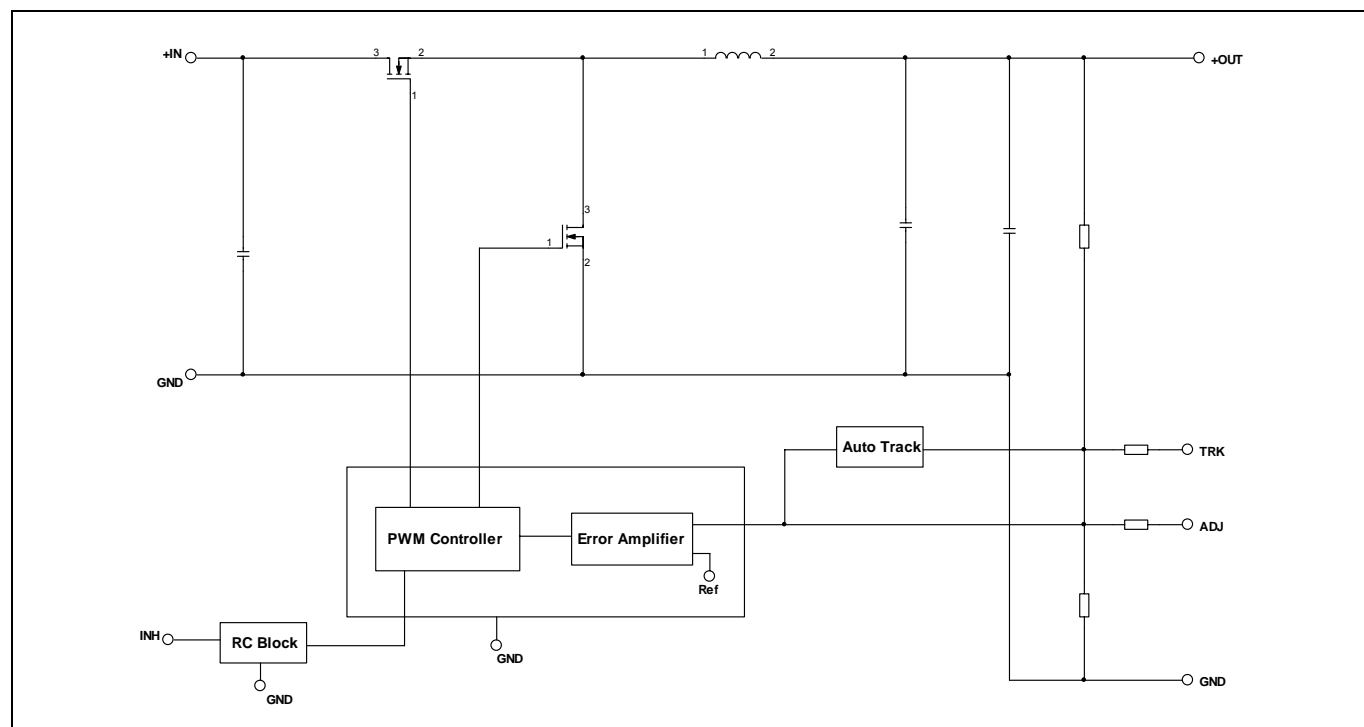 +IN
3
2
1
1
2
+OUT
3
1
2
GND
Auto Track
TRK
PWM Controller
Error Amplifier
ADJ
Ref
INH
RC Block
GND
GND
GND